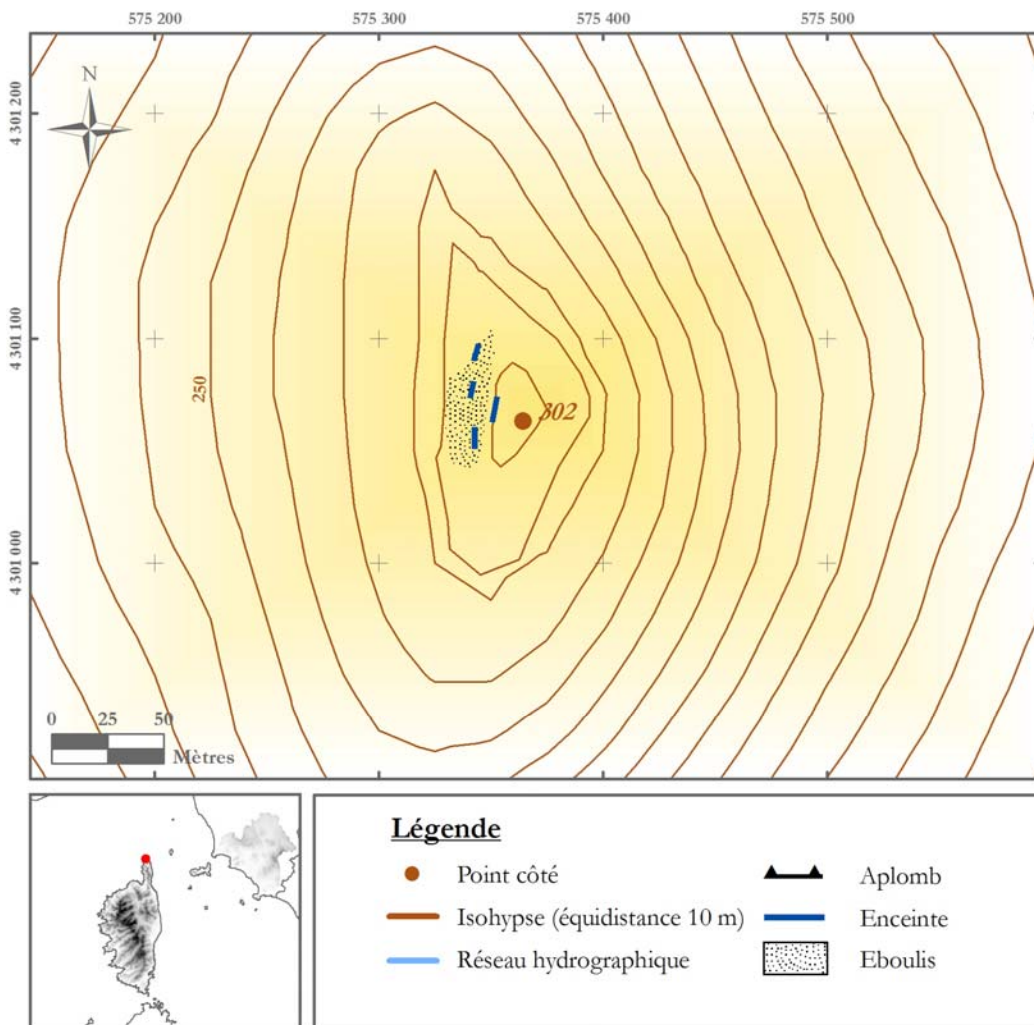 575 200 575 300 575 400 575 500
4 301 200
4 301 100
4 301 000
N
250
302
0 25 50
Mètres
Légende
Point côté
Isohypse (équidistance 10 m)
Réseau hydrographique
Aplomb
Enceinte
Eboulis